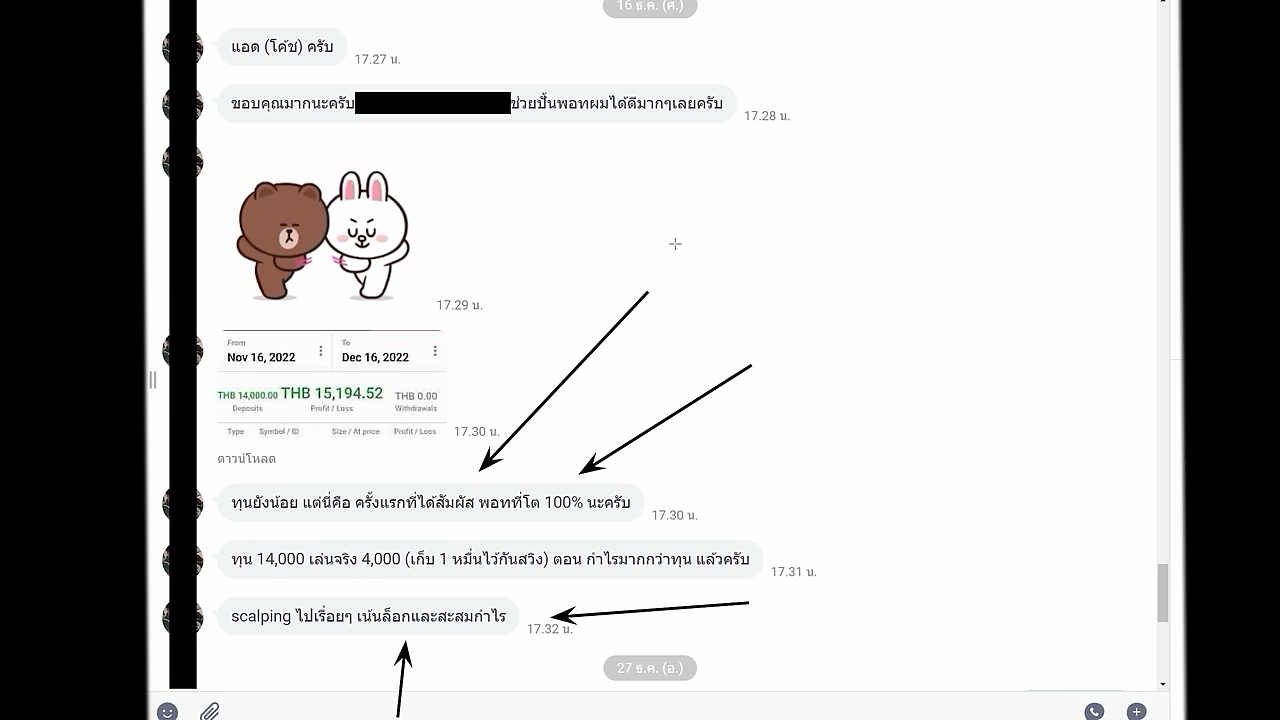 16 ธ.ค. (ศ.)
แอด (โค้ช) ครับ
17.27 น.
ขอบคุณมากนะครับ
ช่วยปั้นพอทผมได้ดีมากๆเลยครับ
17.28 น.
17.29 น.
From
To
Nov 16, 2022
Dec 16, 2022
THB 14,000.00 THB 15,194.52 THB 0.00
Deposits Profit / Loss Withdrawals
Type Symbol / ID Size / At price Profit / Loss
17.30 น.
ดาวน์โหลด
ทุนยังน้อย แต่นี่คือ ครั้งแรกที่ได้สัมผัส พอทที่โต 100% นะครับ
17.30 น.
ทุน 14,000 เล่นจริง 4,000 (เก็บ 1 หมื่นไว้กันสวิง) ตอน กำไรมากกว่าทุน แล้วครับ
17.31 น.
scalping ไปเรื่อยๆ เน้นล็อกและสะสมกำไร
17.32 น.
27 ธ.ค. (อ.)